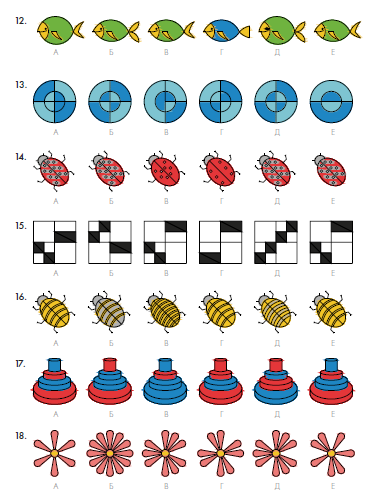 12.
А Б В Г Д Е
13.
А Б В Г Д Е
14.
А Б В Г Д Е
15.
А Б В Г Д Е
16.
А Б В Г Д Е
17.
А Б В Г Д Е
18.
А Б В Г Д Е